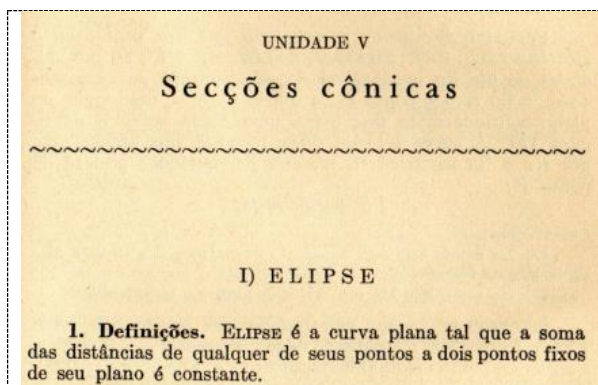 UNIDADE V
Secções cônicas
I) ELIPSE
1. Definições. ELIPSE é a curva plana tal que a soma
das distâncias de qualquer de seus pontos a dois pontos fixos
de seu plano é constante.